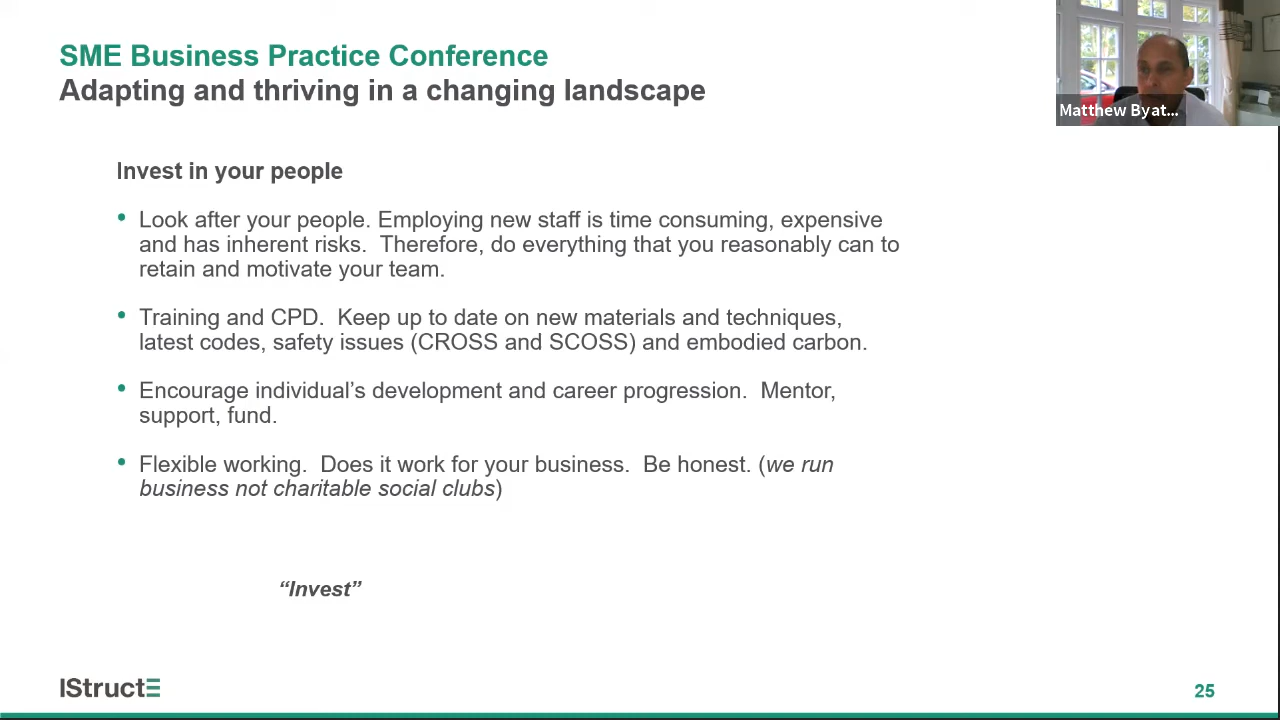 SME Business Practice Conference
Adapting and thriving in a changing landscape
Matthew Byat...
Invest in your people
• Look after your people. Employing new staff is time consuming, expensive
and has inherent risks.  Therefore, do everything that you reasonably can to
retain and motivate your team.
• Training and CPD.  Keep up to date on new materials and techniques,
latest codes, safety issues (CROSS and SCOSS) and embodied carbon.
• Encourage individual’s development and career progression.  Mentor,
support, fund.
• Flexible working.  Does it work for your business.  Be honest. (we run
business not charitable social clubs)
“Invest”
IStructE
25